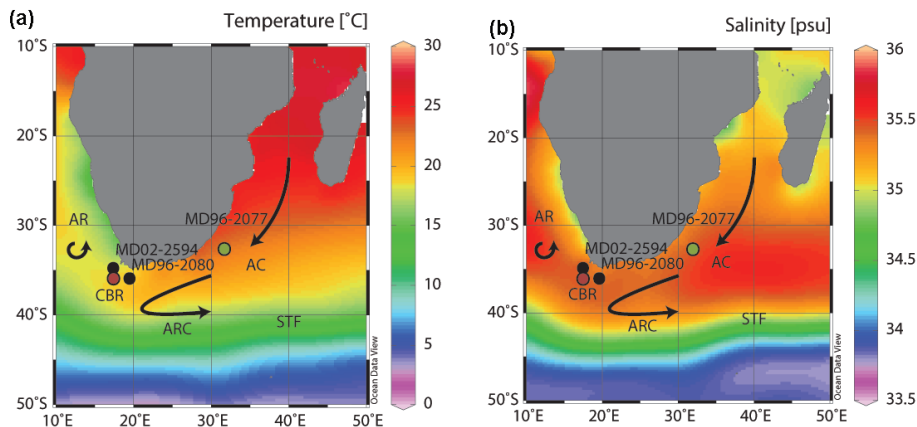 (a)
Temperature [˚C]
10˚S
20˚S
30˚S
40˚S
50˚S
10˚E
20˚E
30˚E
40˚E
50˚E
30
25
20
15
10
5
0
AR
MD96-2077
MD02-2594
MD96-2080
AC
CBR
ARC
STF
Ocean Data View
(b)
Salinity [psu]
10˚S
20˚S
30˚S
40˚S
50˚S
10˚E
20˚E
30˚E
40˚E
50˚E
36
35.5
35
34.5
34
33.5
AR
MD96-2077
MD02-2594
MD96-2080
AC
CBR
ARC
STF
Ocean Data View